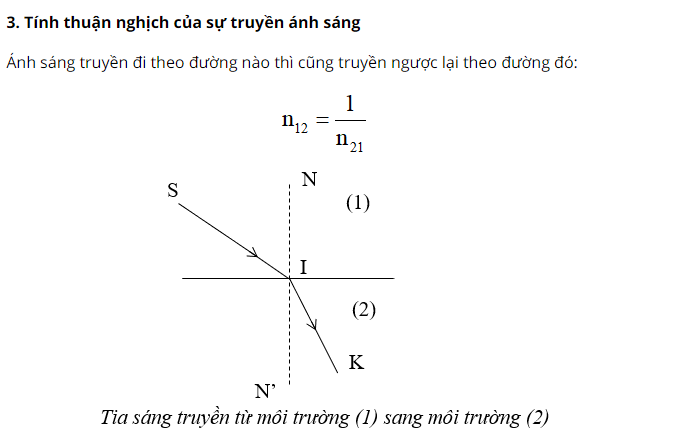 3. Tính thuận nghịch của sự truyền ánh sáng
Ánh sáng truyền đi theo đường nào thì cũng truyền ngược lại theo đường đó:
n₁₂ = 1/n₂₁
N
S
(1)
I
(2)
K
N’
Tia sáng truyền từ môi trường (1) sang môi trường (2)